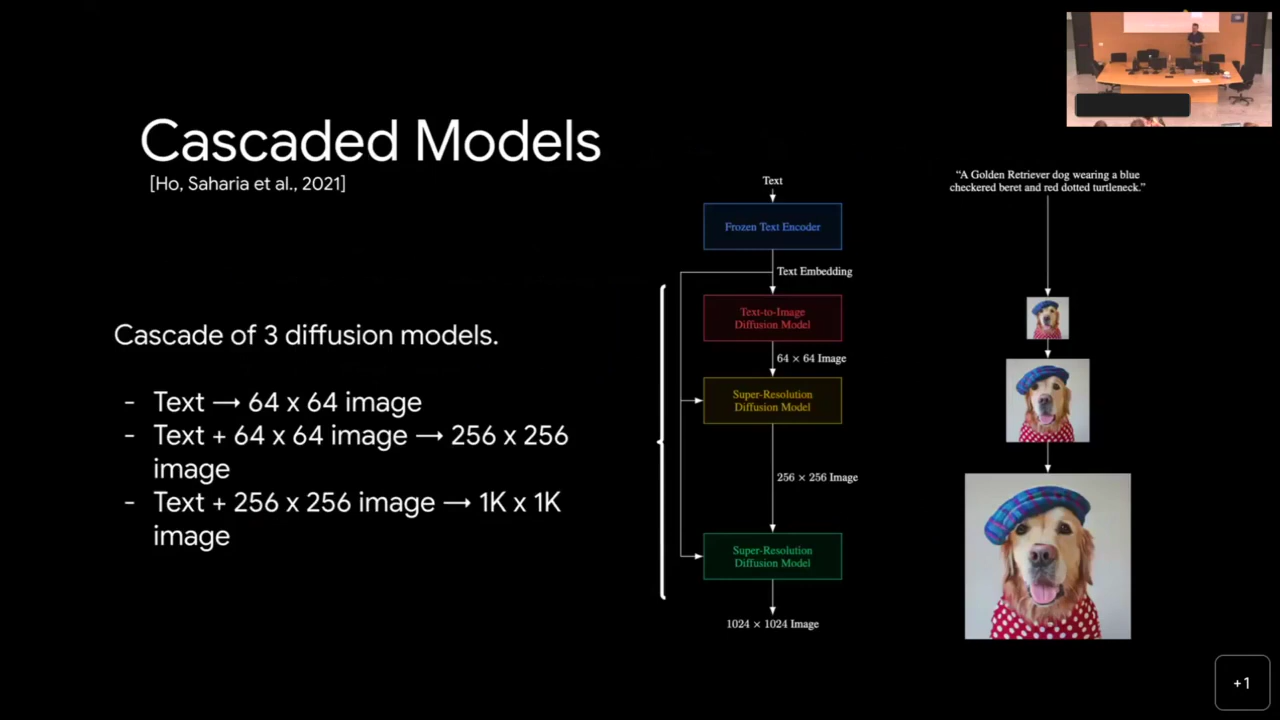 Cascaded Models
[Ho, Saharia et al., 2021]
Cascade of 3 diffusion models.
- Text → 64 x 64 image
- Text + 64 x 64 image → 256 x 256
image
- Text + 256 x 256 image → 1K x 1K
image
Text
Frozen Text Encoder
Text Embedding
Text-to-Image
Diffusion Model
64 × 64 Image
Super-Resolution
Diffusion Model
256 × 256 Image
Super-Resolution
Diffusion Model
1024 × 1024 Image
“A Golden Retriever dog wearing a blue
checkered beret and red dotted turtleneck.”
+1